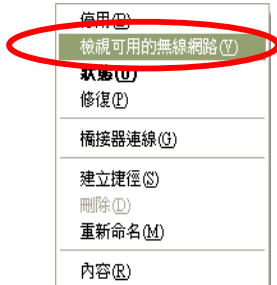 停用(B)
檢視可用的無線網路(V)
狀態(U)
修復(P)
橋接器連線(G)
建立捷徑(S)
刪除(D)
重新命名(M)
內容(R)